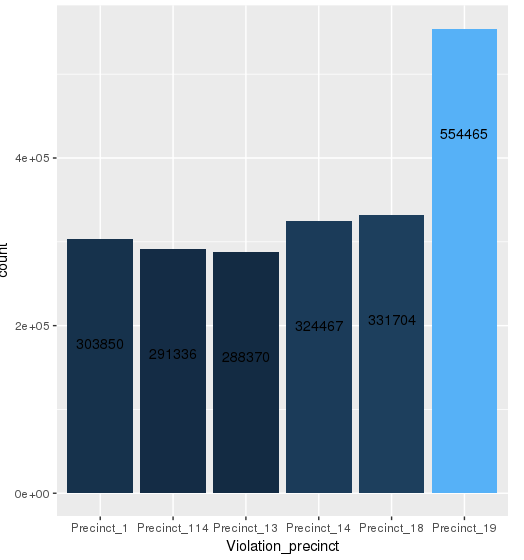 554465
4e+05
count
331704
324467
2e+05
303850
291336
288370
0e+00
Precinct_1 Precinct_114 Precinct_13 Precinct_14 Precinct_18 Precinct_19
Violation_precinct